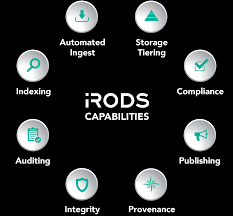 Automated
Ingest
Storage
Tiering
Indexing
Compliance
iRODS
CAPABILITIES
Auditing
Publishing
Integrity
Provenance